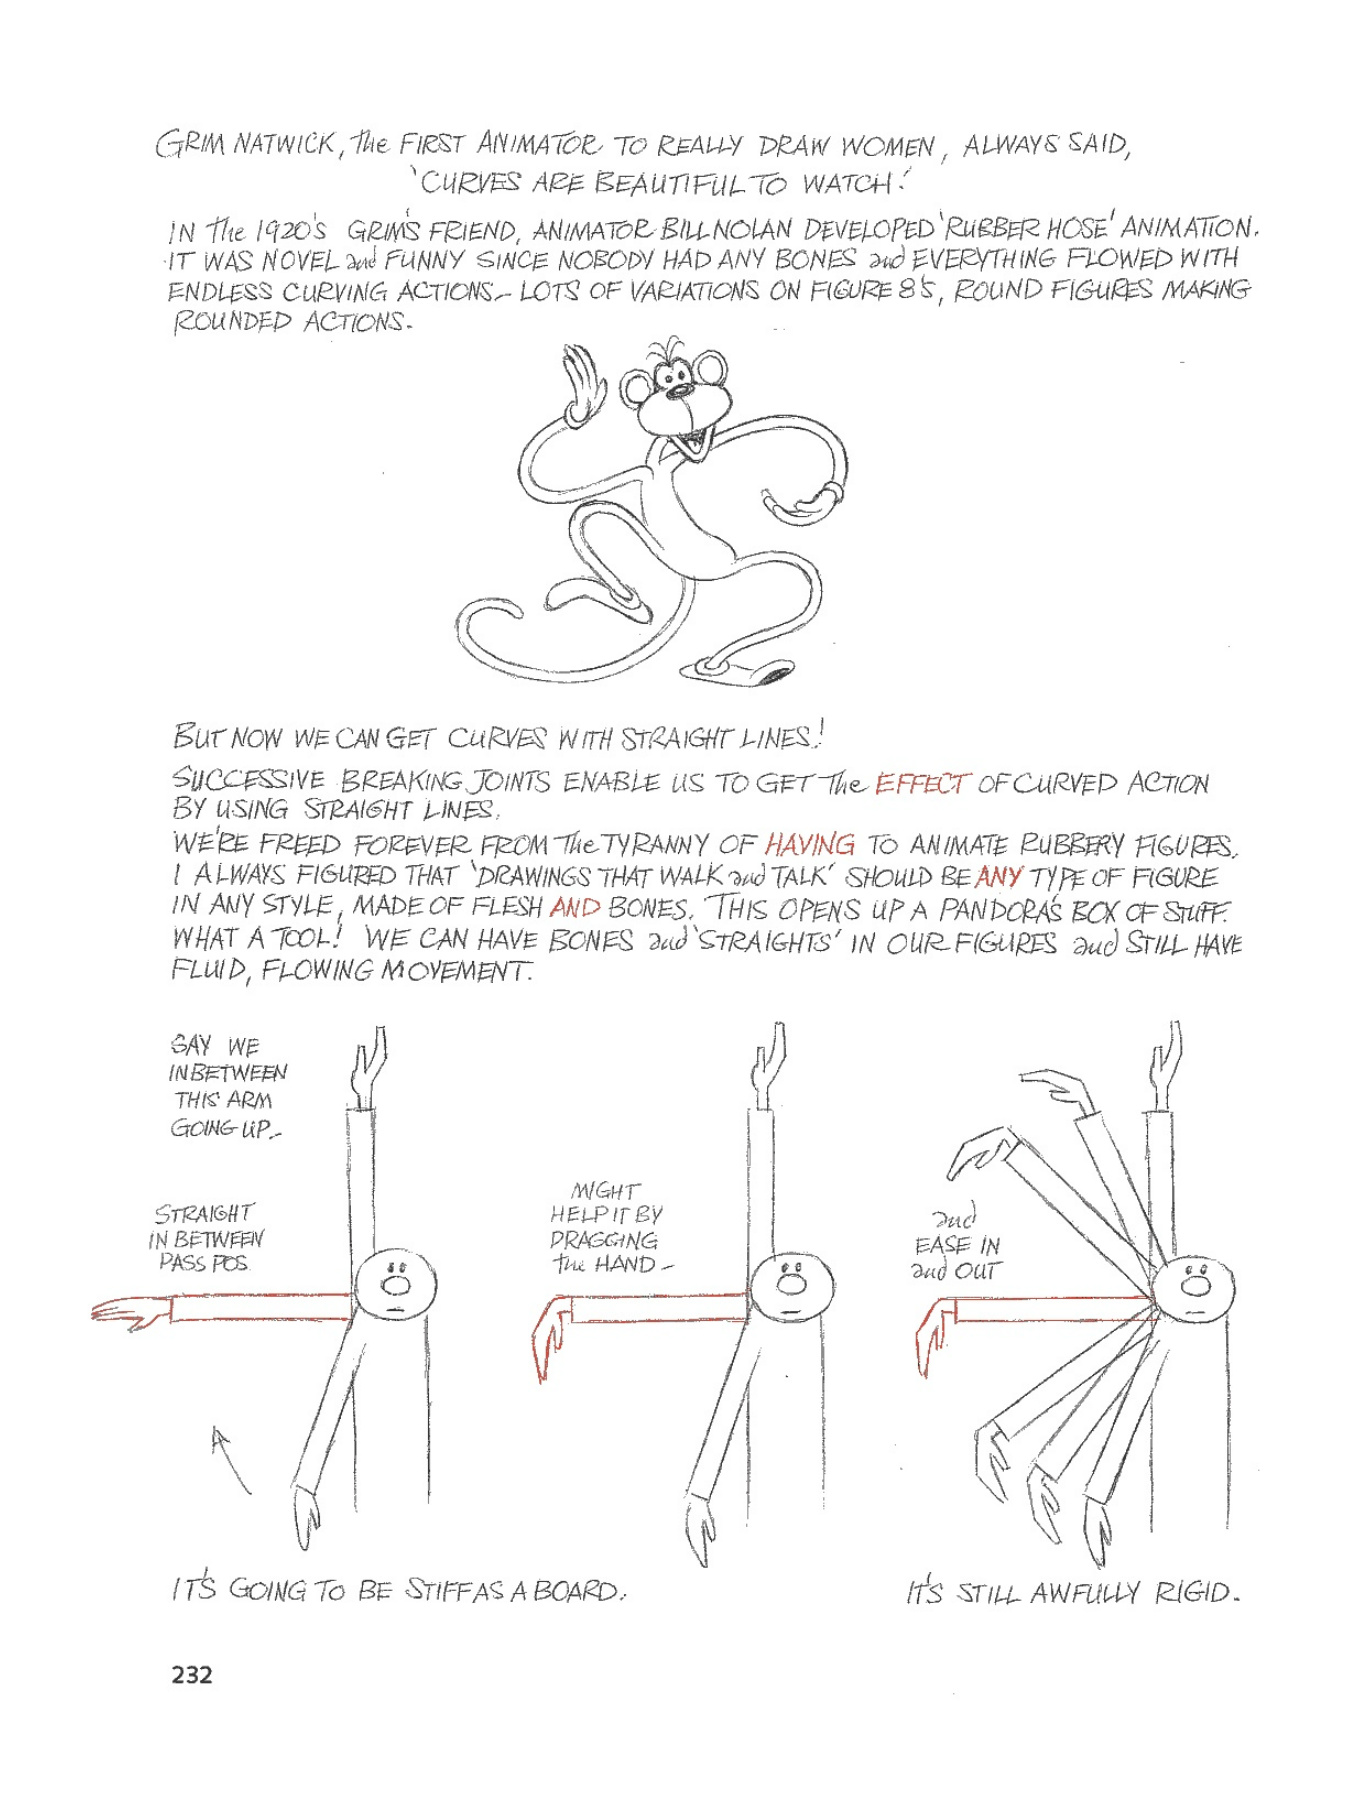 GRIM NATWICK, the FIRST ANIMATOR TO REALLY DRAW WOMEN, ALWAYS SAID,
'CURVES ARE BEAUTIFUL TO WATCH.'
IN the 1920's GRIM'S FRIEND, ANIMATOR BILL NOLAN DEVELOPED 'RUBBER HOSE' ANIMATION.
IT WAS NOVEL and FUNNY SINCE NOBODY HAD ANY BONES and EVERYTHING FLOWED WITH
ENDLESS CURVING ACTIONS – LOTS OF VARIATIONS ON FIGURE 8'S, ROUND FIGURES MAKING
ROUNDED ACTIONS.
BUT NOW WE CAN GET CURVES WITH STRAIGHT LINES!
SUCCESSIVE BREAKING JOINTS ENABLE US TO GET the EFFECT OF CURVED ACTION
BY USING STRAIGHT LINES.
WE'RE FREED FOREVER FROM the TYRANNY OF HAVING TO ANIMATE RUBBERY FIGURES.
I ALWAYS FIGURED THAT 'DRAWINGS THAT WALK and TALK' SHOULD BE ANY TYPE OF FIGURE
IN ANY STYLE, MADE OF FLESH AND BONES. THIS OPENS UP A PANDORA'S BOX OF STUFF.
WHAT A TOOL! WE CAN HAVE BONES and 'STRAIGHTS' IN OUR FIGURES and STILL HAVE
FLUID, FLOWING MOVEMENT.
SAY WE
INBETWEEN
THIS ARM
GOING UP –
STRAIGHT
IN BETWEEN
PASS POS.
MIGHT
HELP IT BY
DRAGGING
the HAND –
and
EASE IN
and OUT
IT'S GOING TO BE STIFF AS A BOARD.
IT'S STILL AWFULLY RIGID.
232